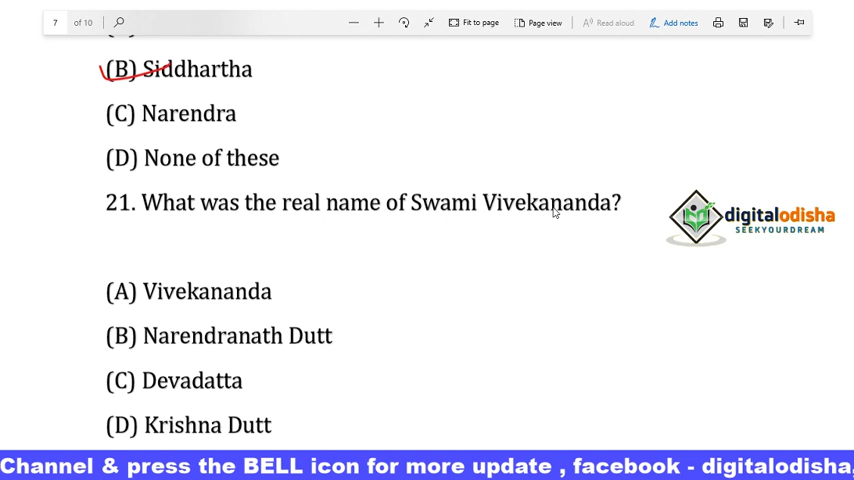 7 of 10 Fit to page Page view Read aloud Add notes
(B) Siddhartha
(C) Narendra
(D) None of these
21. What was the real name of Swami Vivekananda?
digitalodisha
SEEKYOURDREAM
(A) Vivekananda
(B) Narendranath Dutt
(C) Devadatta
(D) Krishna Dutt
Channel & press the BELL icon for more update , facebook - digitalodisha,